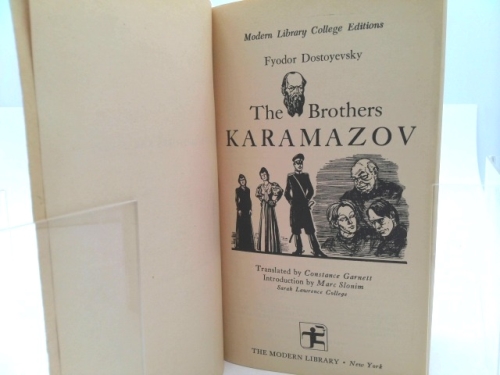 Modern Library College Editions
Fyodor Dostoyevsky
The Brothers
KARAMAZOV
Translated by Constance Garnett
Introduction by Marc Slonim
Sarah Lawrence College
THE MODERN LIBRARY • New York